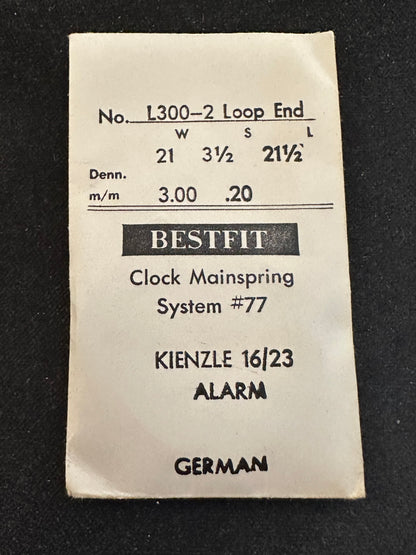 No. L300-2 Loop End
W S L
21 3½ 21½
Denn.
m/m 3.00 .20
BESTFIT
Clock Mainspring
System #77
KIENZLE 16/23
ALARM
GERMAN